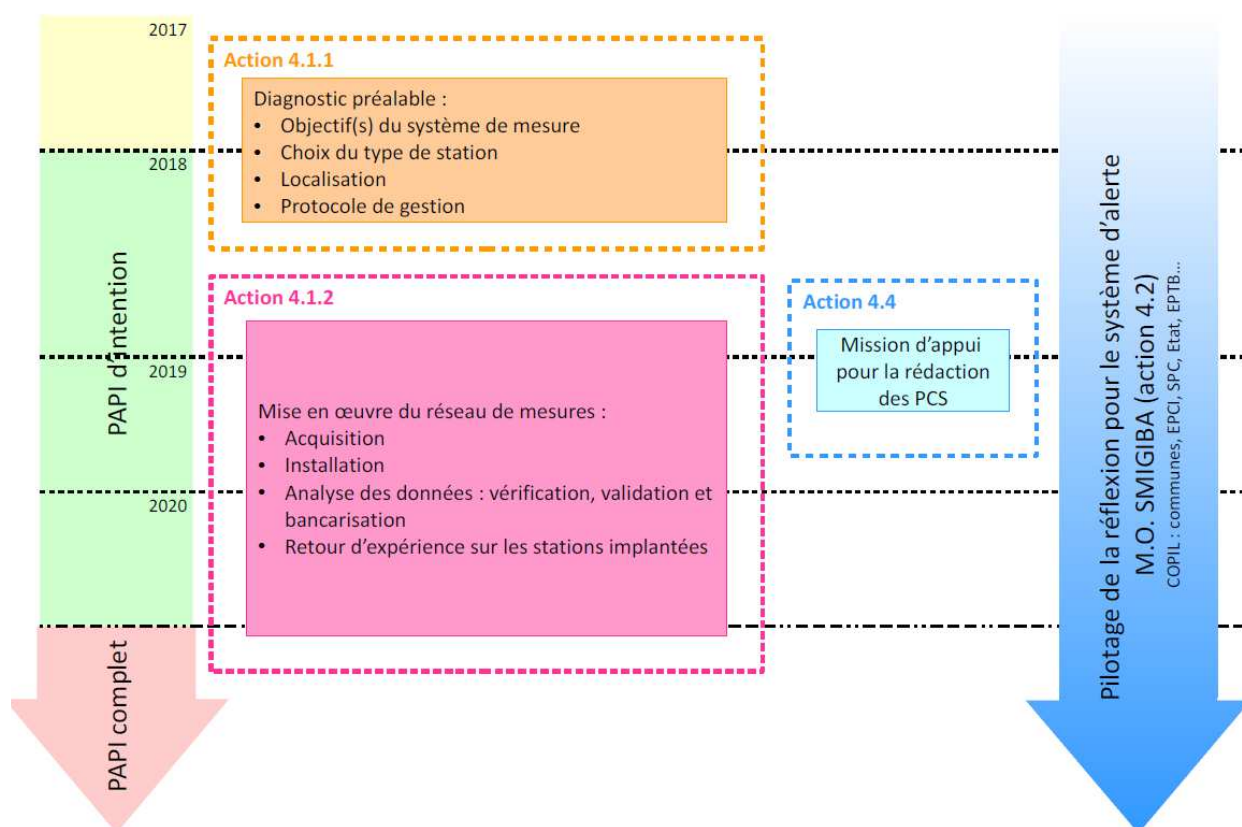 2017
2018
2019
2020
PAPI d'intention
PAPI complet
Action 4.1.1
Diagnostic préalable :
• Objectif(s) du système de mesure
• Choix du type de station
• Localisation
• Protocole de gestion
Action 4.1.2
Mise en œuvre du réseau de mesures :
• Acquisition
• Installation
• Analyse des données : vérification, validation et
bancarisation
• Retour d'expérience sur les stations implantées
Action 4.4
Mission d'appui
pour la rédaction
des PCS
Pilotage de la réflexion pour le système d'alerte
M.O. SMIGIBA (action 4.2)
COPIL : communes, EPCI, SPC, Etat, EPTB...